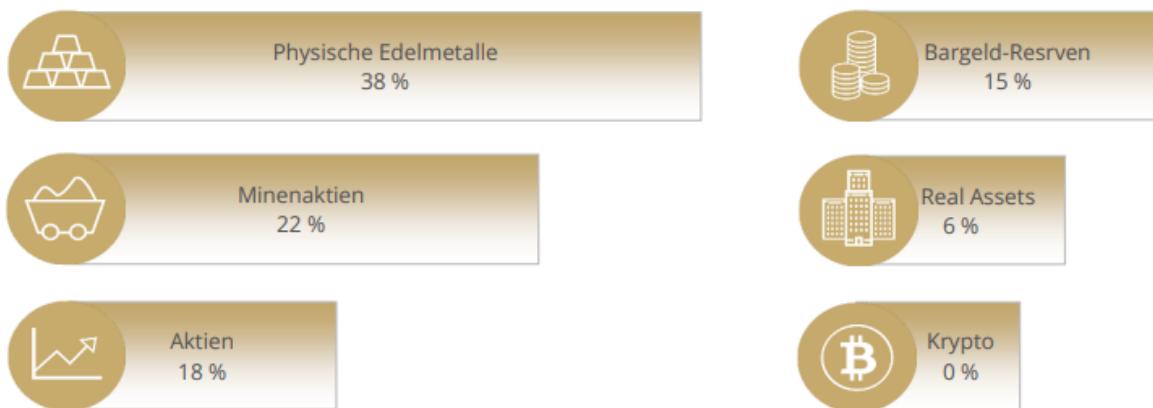 Physische Edelmetalle
38 %
Bargeld-Resrven
15 %
Minenaktien
22 %
Real Assets
6 %
Aktien
18 %
Krypto
0 %